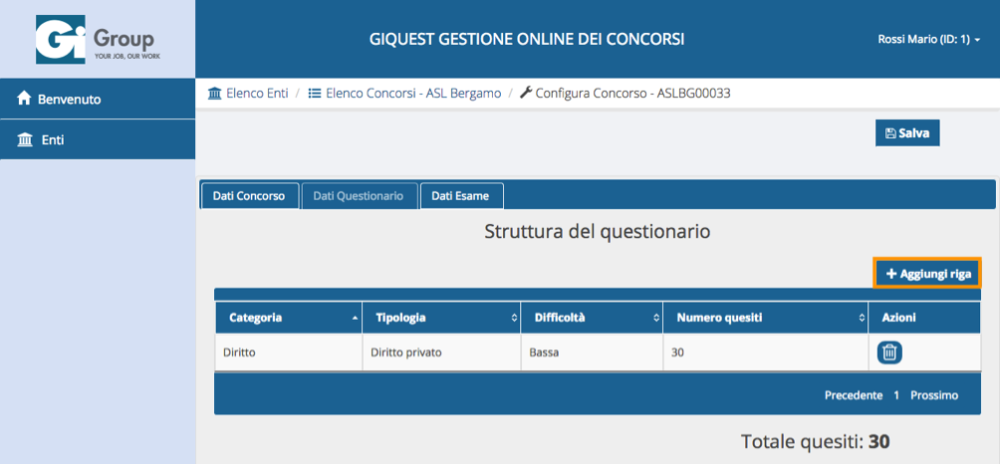 Gi Group
YOUR JOB, OUR WORK
GIQUEST GESTIONE ONLINE DEI CONCORSI
Rossi Mario (ID: 1)
Benvenuto
Enti
Elenco Enti / Elenco Concorsi - ASL Bergamo / Configura Concorso - ASLBG00033
Salva
Dati Concorso Dati Questionario Dati Esame
Struttura del questionario
+ Aggiungi riga
Categoria Tipologia Difficoltà Numero quesiti Azioni
Diritto Diritto privato Bassa 30
Precedente 1 Prossimo
Totale quesiti: 30